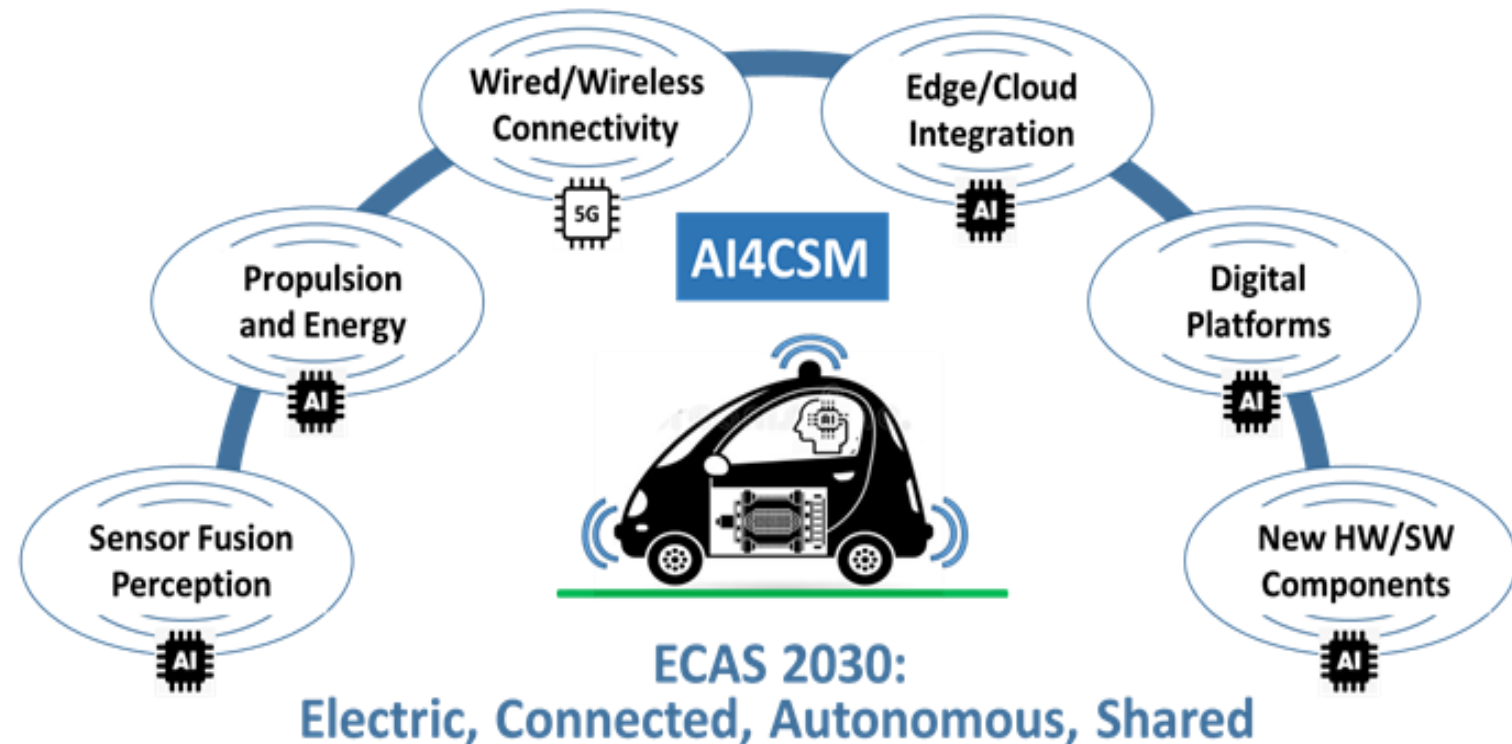 Wired/Wireless
Connectivity
5G
Edge/Cloud
Integration
AI
AI4CSM
Propulsion
and Energy
AI
Digital
Platforms
AI
AI
Sensor Fusion
Perception
AI
New HW/SW
Components
AI
ECAS 2030:
Electric, Connected, Autonomous, Shared